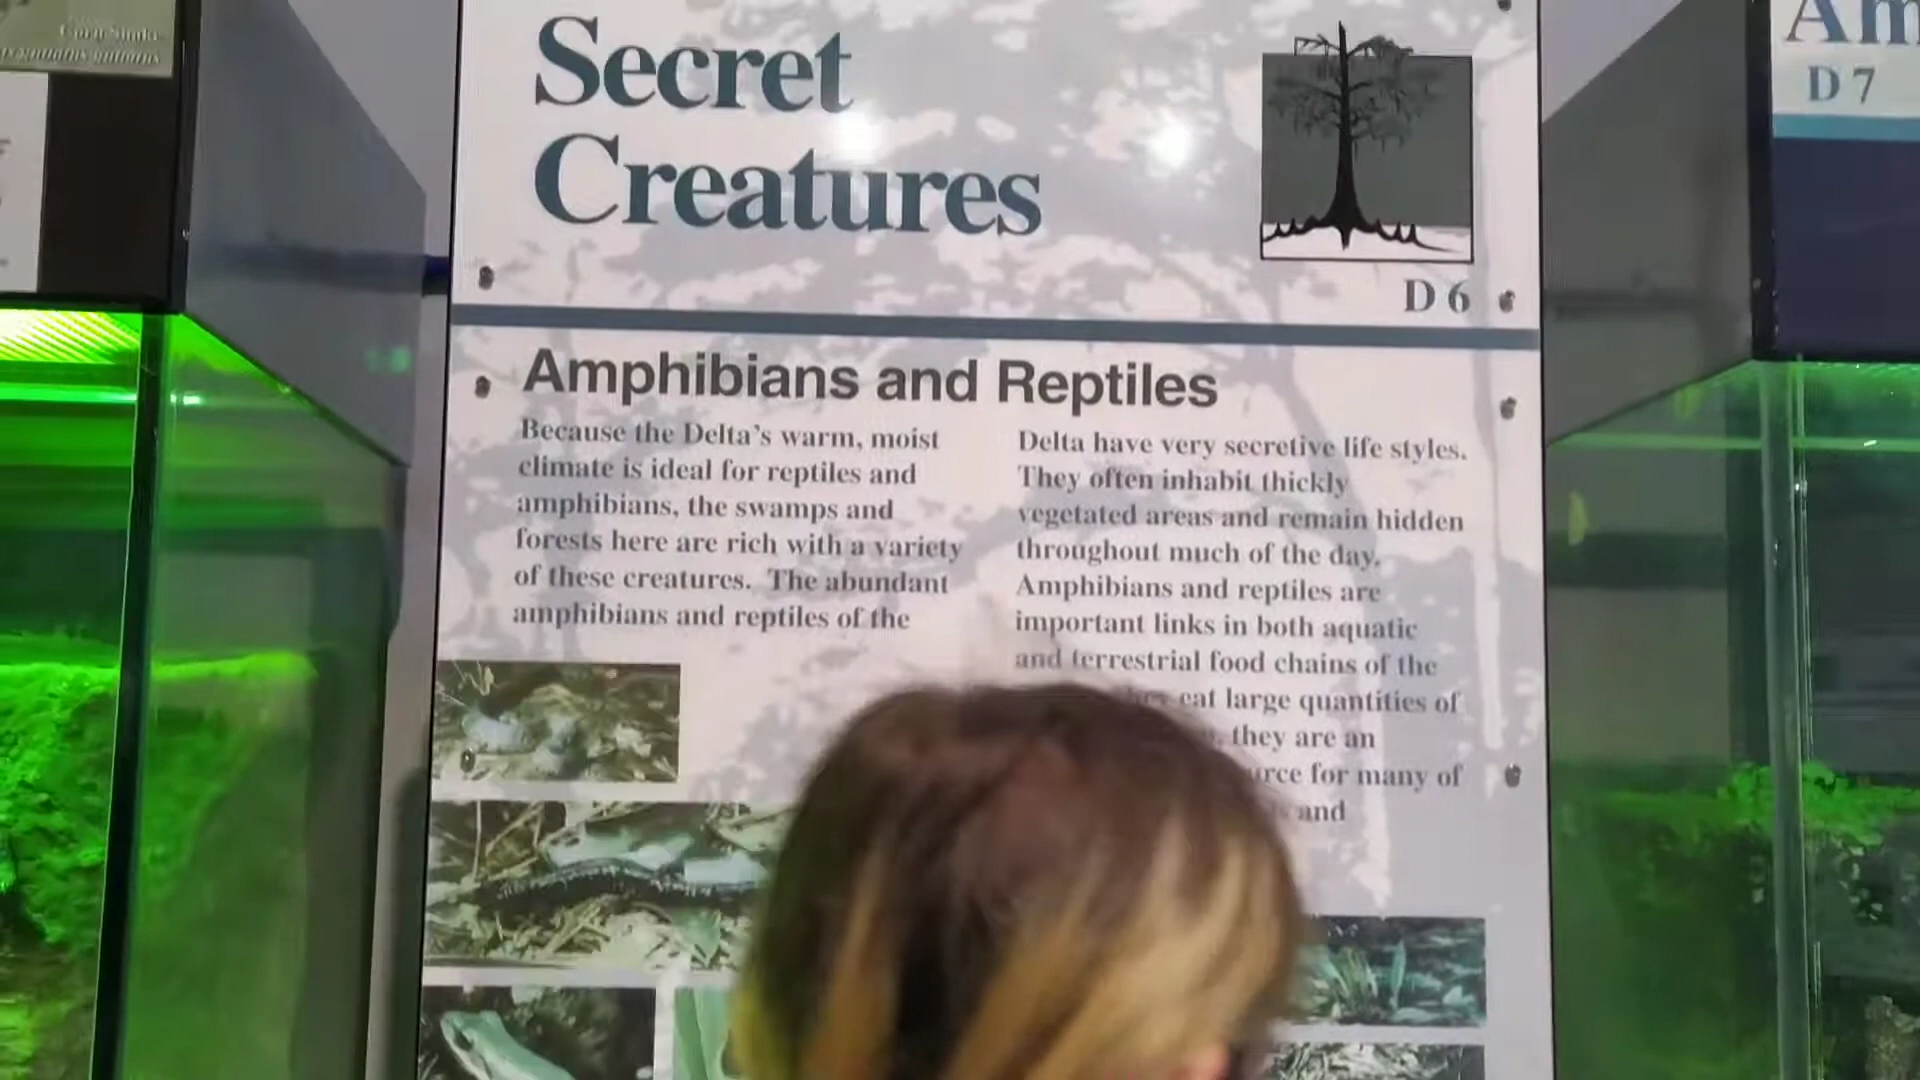 Corn Snake
Secret
Creatures
D 6
Amphibians and Reptiles
Because the Delta's warm, moist
climate is ideal for reptiles and
amphibians, the swamps and
forests here are rich with a variety
of these creatures. The abundant
amphibians and reptiles of the
Delta have very secretive life styles.
They often inhabit thickly
vegetated areas and remain hidden
throughout much of the day.
Amphibians and reptiles are
important links in both aquatic
and terrestrial food chains of the
eat large quantities of
they are an
for many of
and
Am
D 7